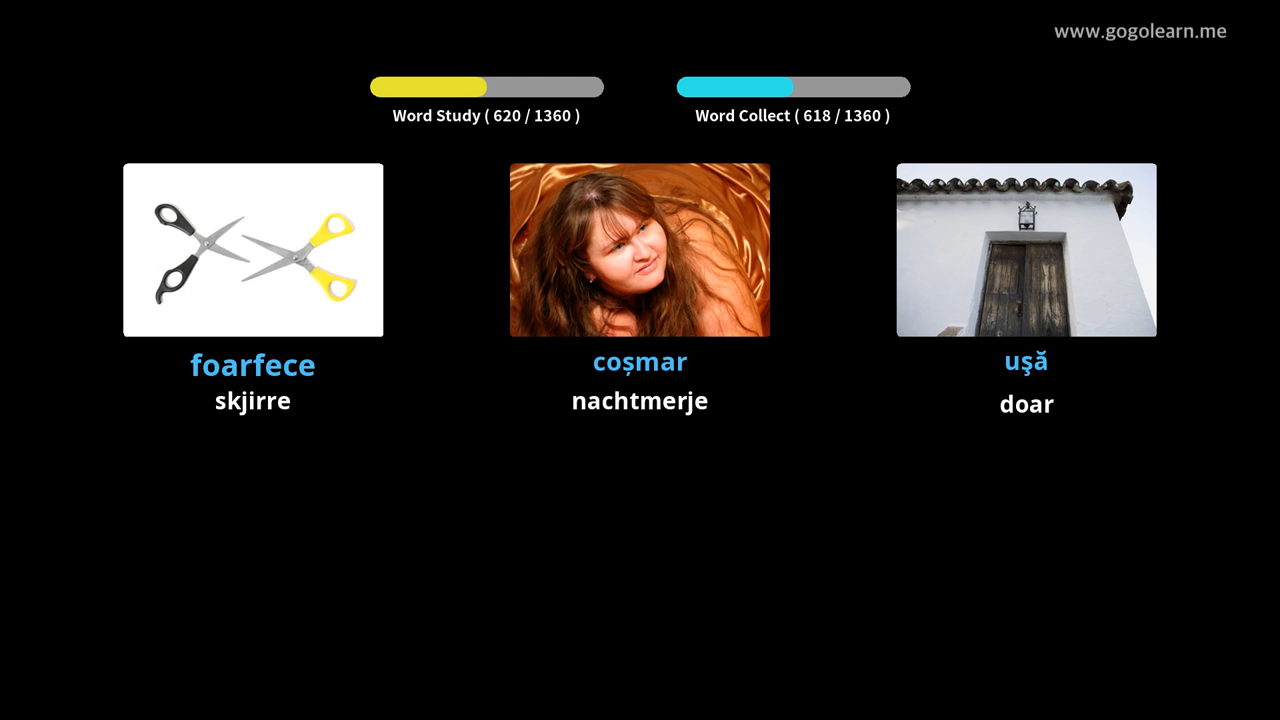 www.gogolearn.me
Word Study ( 620 / 1360 )
Word Collect ( 618 / 1360 )
foarfece
skjirre
coșmar
nachtmerje
uşă
doar